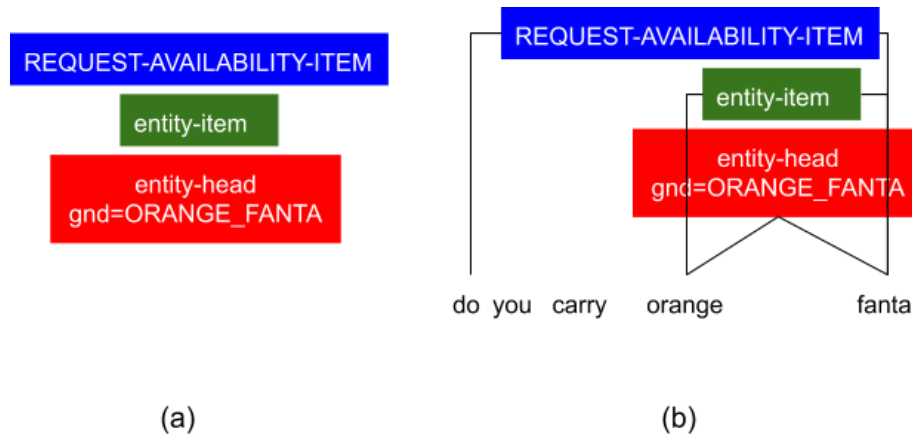 REQUEST-AVAILABILITY-ITEM
entity-item
entity-head
gnd=ORANGE_FANTA
(a)
REQUEST-AVAILABILITY-ITEM
entity-item
entity-head
gnd=ORANGE_FANTA
do you carry orange fanta
(b)